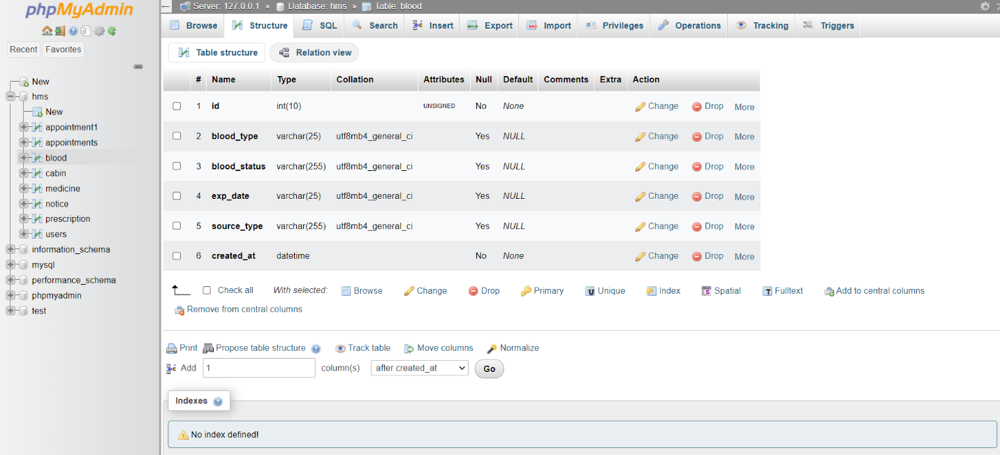 phpMyAdmin
Recent Favorites
New
hms
New
appointment1
appointments
blood
cabin
medicine
notice
prescription
users
information_schema
mysql
performance_schema
phpmyadmin
test
Server: 127.0.0.1 » Database: hms » Table: blood
Browse Structure SQL Search Insert Export Import Privileges Operations Tracking Triggers
Table structure Relation view
# Name Type Collation Attributes Null Default Comments Extra Action
1 id int(10) UNSIGNED No None Change Drop More
2 blood_type varchar(25) utf8mb4_general_ci Yes NULL Change Drop More
3 blood_status varchar(255) utf8mb4_general_ci Yes NULL Change Drop More
4 exp_date varchar(25) utf8mb4_general_ci Yes NULL Change Drop More
5 source_type varchar(255) utf8mb4_general_ci Yes NULL Change Drop More
6 created_at datetime No None Change Drop More
Check all With selected: Browse Change Drop Primary Unique Index Spatial Fulltext Add to central columns
Remove from central columns
Print Propose table structure Track table Move columns Normalize
Add 1 column(s) after created_at Go
Indexes
No index defined!